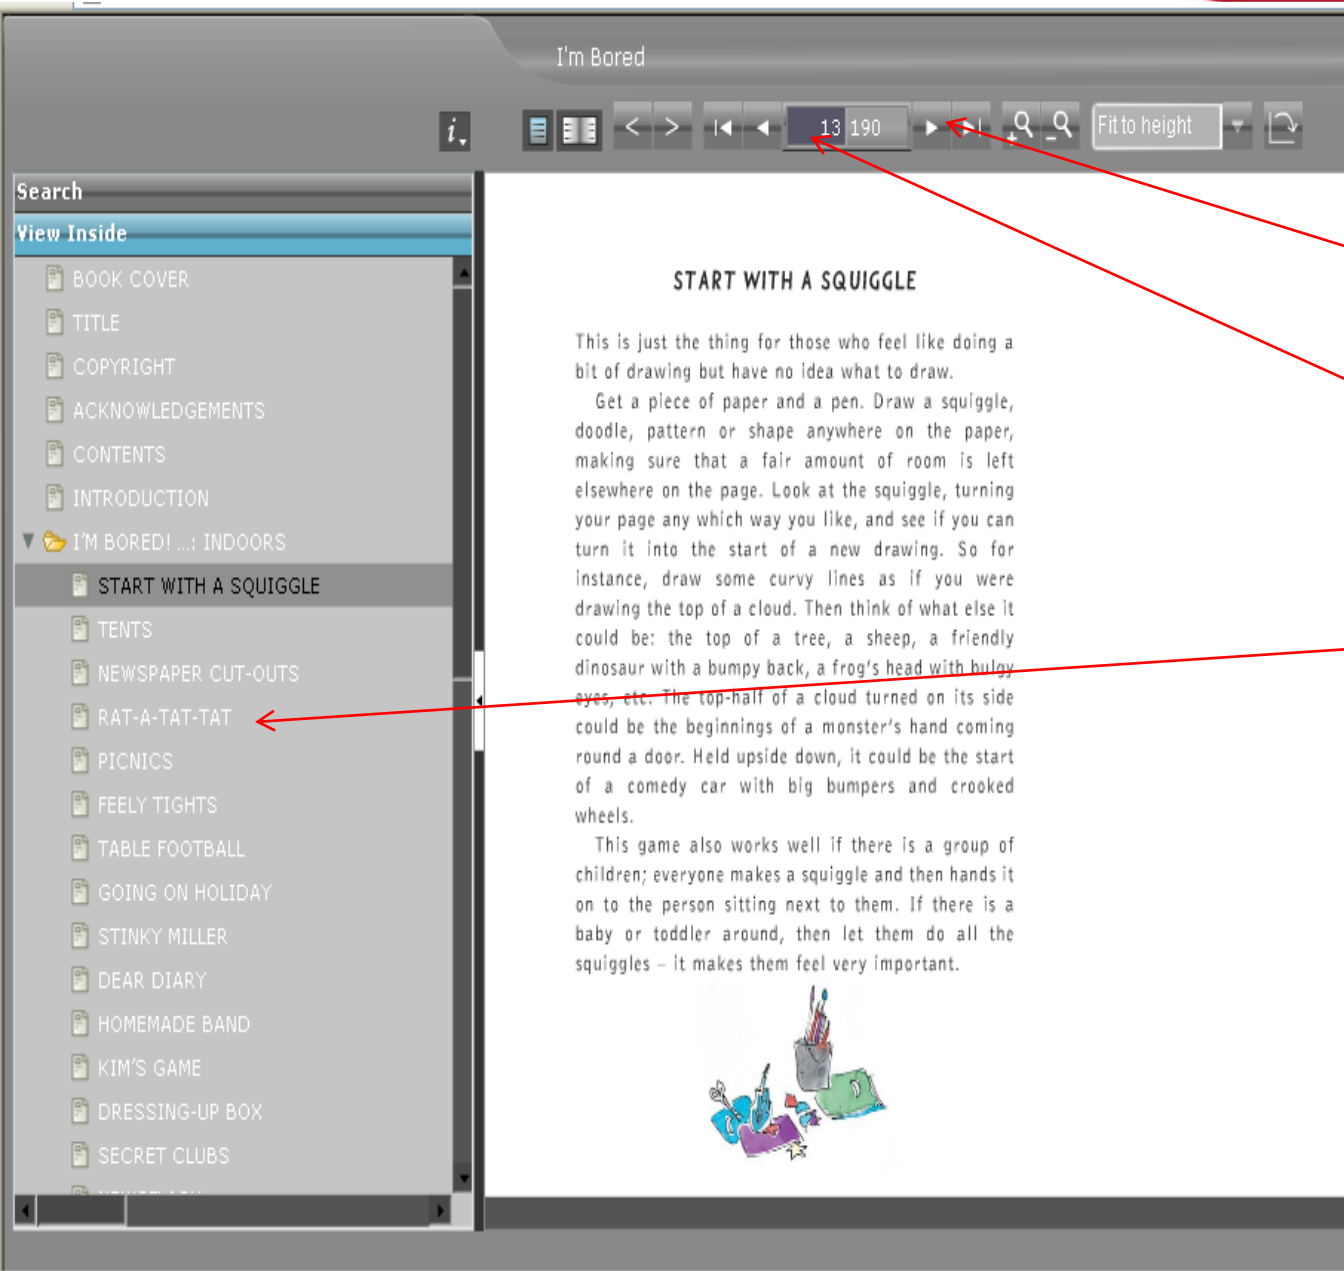 I'm Bored
i
13 190
Fit to height
Search
View Inside
BOOK COVER
TITLE
COPYRIGHT
ACKNOWLEDGEMENTS
CONTENTS
INTRODUCTION
I'M BORED! ...: INDOORS
START WITH A SQUIGGLE
TENTS
NEWSPAPER CUT-OUTS
RAT-A-TAT-TAT
PICNICS
FEELY TIGHTS
TABLE FOOTBALL
GOING ON HOLIDAY
STINKY MILLER
DEAR DIARY
HOMEMADE BAND
KIM'S GAME
DRESSING-UP BOX
SECRET CLUBS
START WITH A SQUIGGLE
This is just the thing for those who feel like doing a
bit of drawing but have no idea what to draw.
Get a piece of paper and a pen. Draw a squiggle,
doodle, pattern or shape anywhere on the paper,
making sure that a fair amount of room is left
elsewhere on the page. Look at the squiggle, turning
your page any which way you like, and see if you can
turn it into the start of a new drawing. So for
instance, draw some curvy lines as if you were
drawing the top of a cloud. Then think of what else it
could be: the top of a tree, a sheep, a friendly
dinosaur with a bumpy back, a frog's head with bulgy
eyes, etc. The top-half of a cloud turned on its side
could be the beginnings of a monster's hand coming
round a door. Held upside down, it could be the start
of a comedy car with big bumpers and crooked
wheels.
This game also works well if there is a group of
children; everyone makes a squiggle and then hands it
on to the person sitting next to them. If there is a
baby or toddler around, then let them do all the
squiggles – it makes them feel very important.